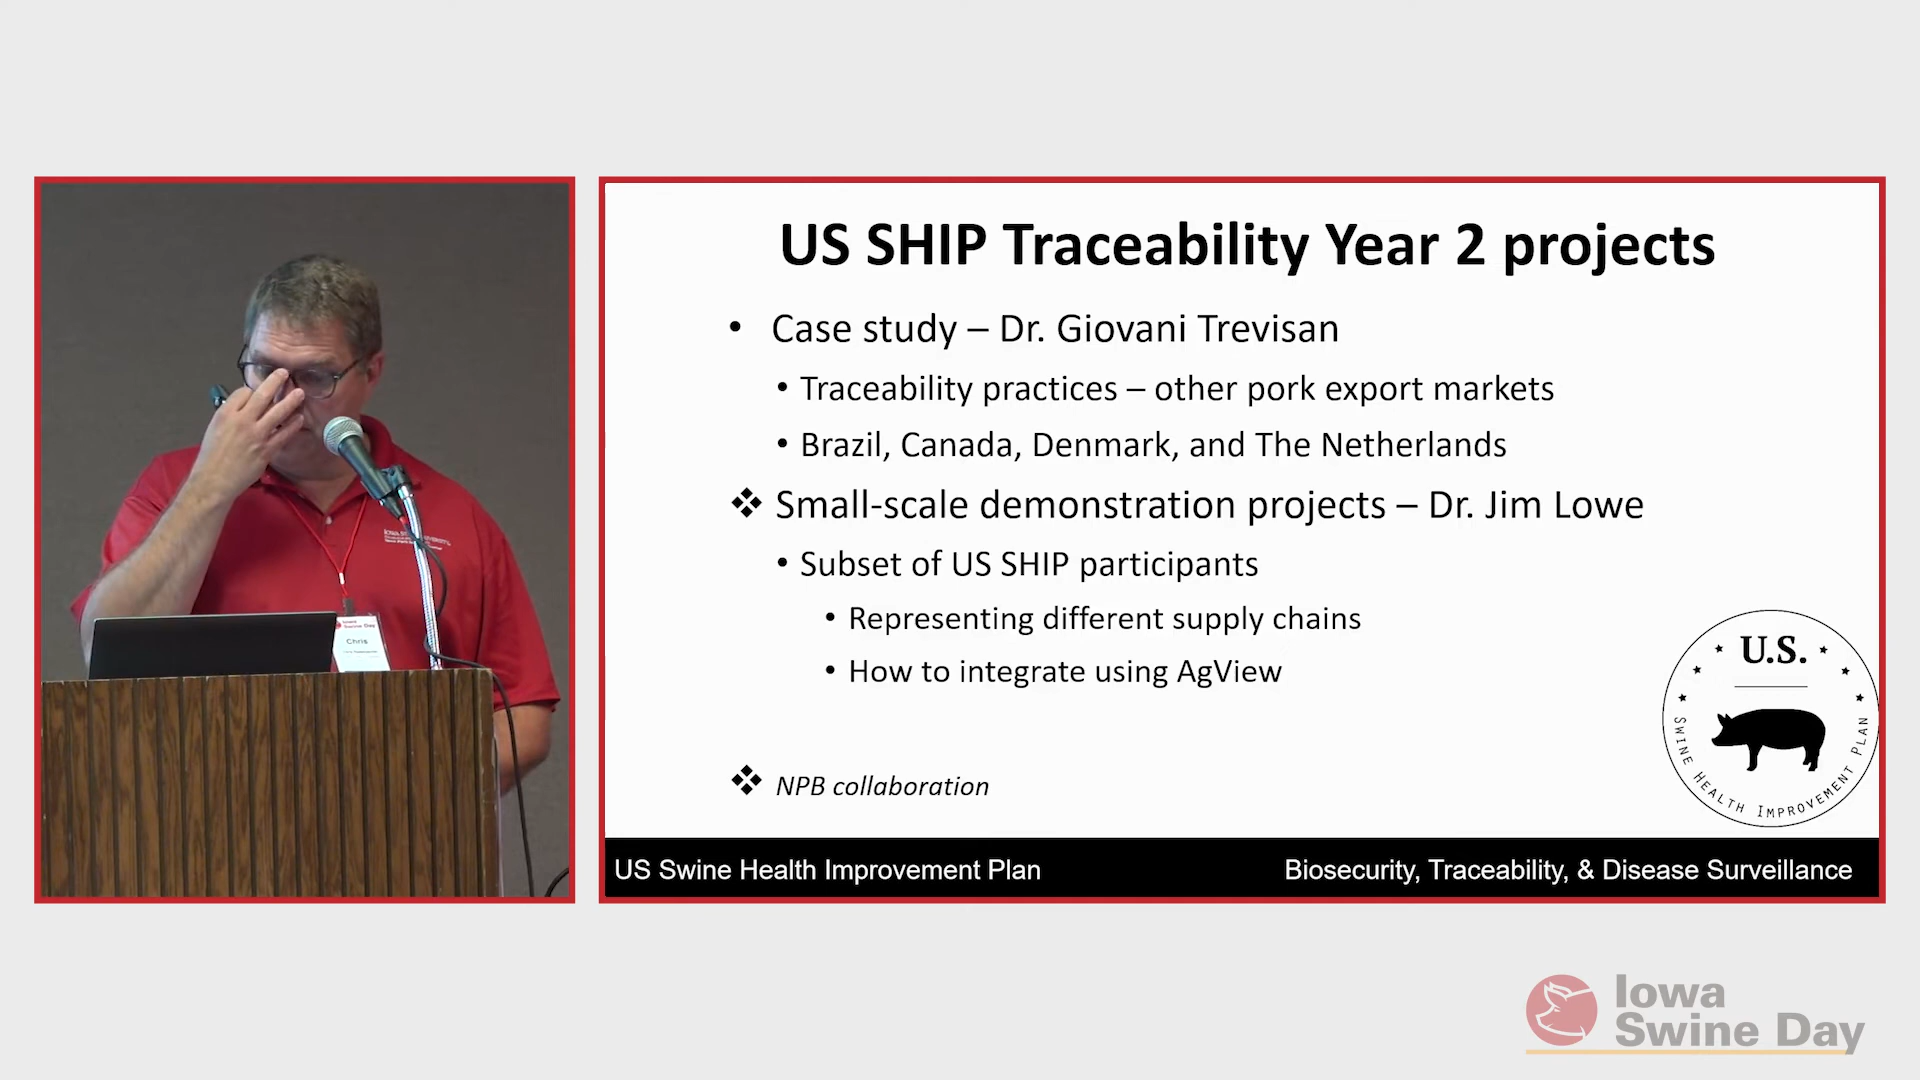 US SHIP Traceability Year 2 projects
• Case study – Dr. Giovani Trevisan
• Traceability practices – other pork export markets
• Brazil, Canada, Denmark, and The Netherlands
❖ Small-scale demonstration projects – Dr. Jim Lowe
• Subset of US SHIP participants
• Representing different supply chains
• How to integrate using AgView
❖ NPB collaboration
U.S.
SWINE HEALTH IMPROVEMENT PLAN
US Swine Health Improvement Plan
Biosecurity, Traceability, & Disease Surveillance
Iowa
Swine Day
Chris
Iowa
Swine Day